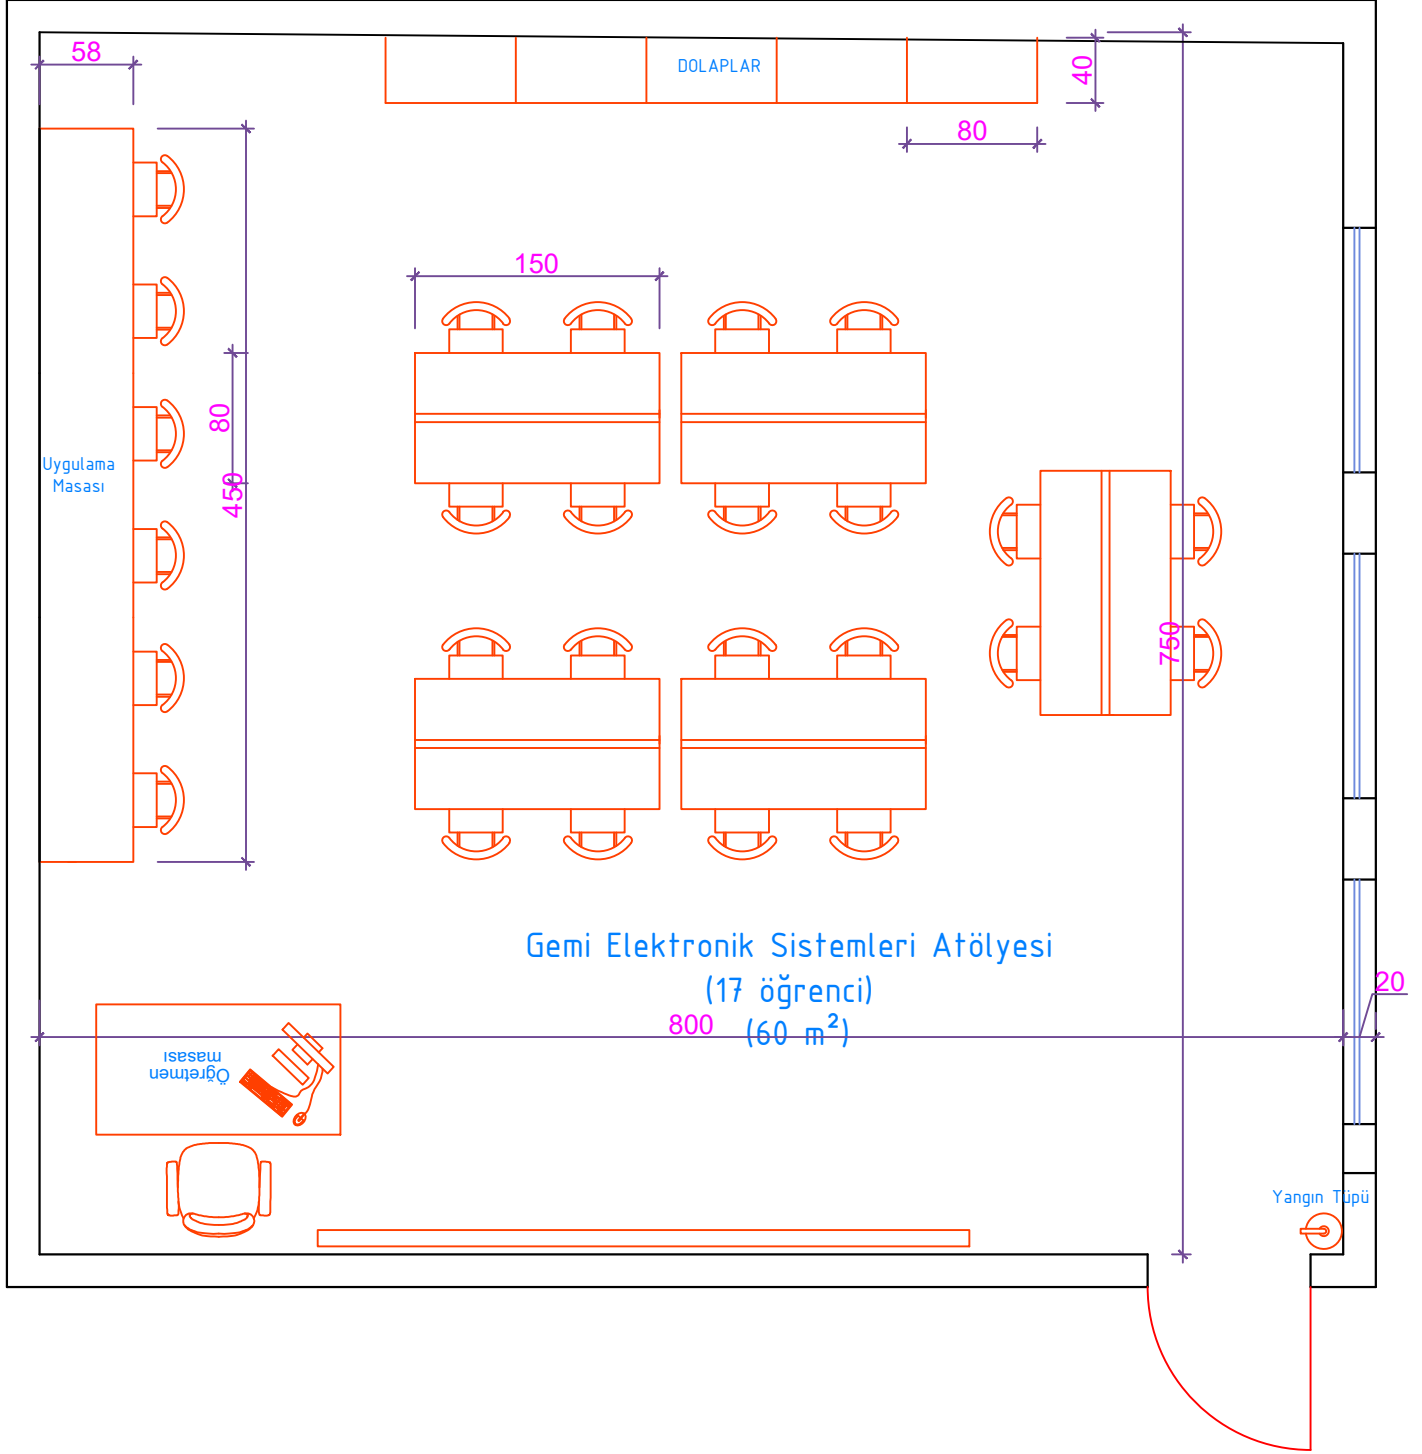 58
DOLAPLAR
40
80
150
80
Uygulama
Masası
450
750
Gemi Elektronik Sistemleri Atölyesi
(17 öğrenci)
(60 m²)
800
20
Öğretmen
masası
Yangın Tüpü